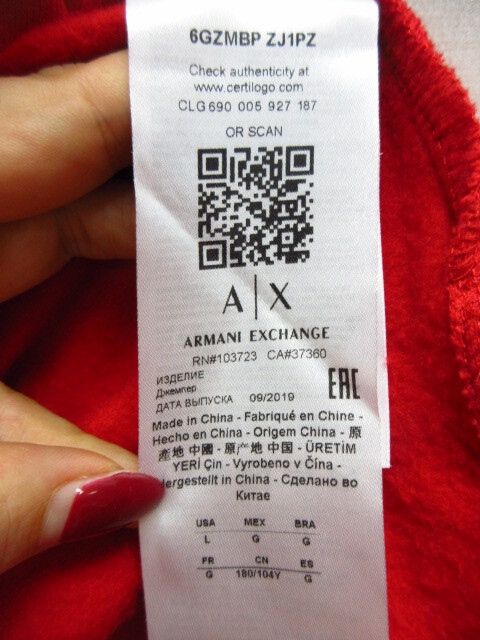 6GZMBP ZJ1PZ
Check authenticity at
www.certilogo.com
CLG 690 005 927 187
OR SCAN
A|X
ARMANI EXCHANGE
RN#103723 CA#37360
ИЗДЕЛИЕ
Джемпер
ДАТА ВЫПУСКА 09/2019
EAC
Made in China - Fabriqué en Chine -
Hecho en China - Origem China - 原
產地 中國 - 原产地 中国 - ÜRETİM
YERİ Çin - Vyrobeno v Čína -
Hergestellt in China - Сделано во
Китае
USA MEX BRA
L G G
FR CN ES
G 180/104Y G